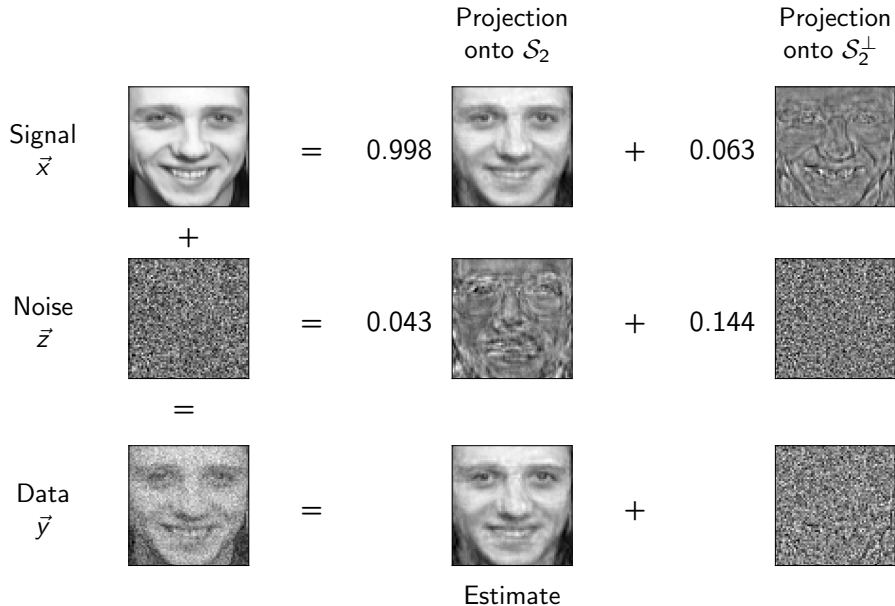 Projection
onto 𝒮₂
Projection
onto 𝒮₂^⊥
Signal
x⃗
= 0.998 + 0.063
+
Noise
z⃗
= 0.043 + 0.144
=
Data
y⃗
= +
Estimate